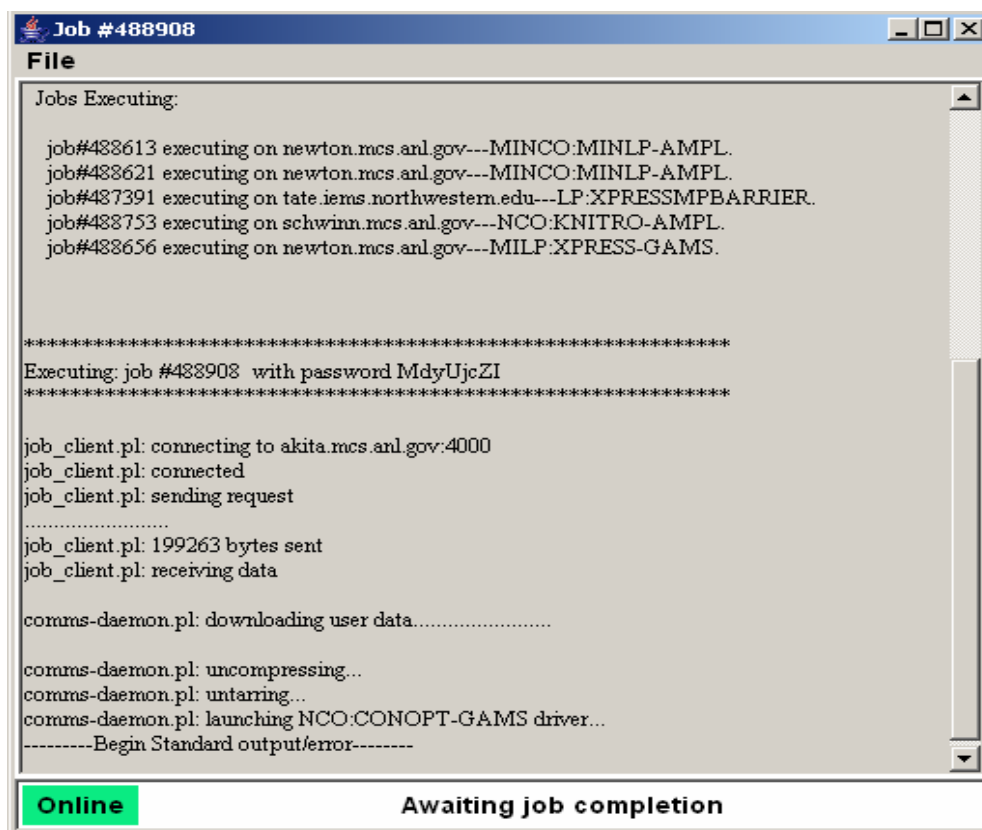 Job #488908
File
Jobs Executing:
job#488613 executing on newton.mcs.anl.gov---MINCO:MINLP-AMPL.
job#488621 executing on newton.mcs.anl.gov---MINCO:MINLP-AMPL.
job#487391 executing on tate.iems.northwestern.edu---LP:XPRESSMPBARRIER.
job#488753 executing on schwinn.mcs.anl.gov---NCO:KNITRO-AMPL.
job#488656 executing on newton.mcs.anl.gov---MILP:XPRESS-GAMS.
*************************************************************
Executing: job #488908  with password MdyUjcZI
*************************************************************
job_client.pl: connecting to akita.mcs.anl.gov:4000
job_client.pl: connected
job_client.pl: sending request
.........................
job_client.pl: 199263 bytes sent
job_client.pl: receiving data
comms-daemon.pl: downloading user data........................
comms-daemon.pl: uncompressing...
comms-daemon.pl: untarring...
comms-daemon.pl: launching NCO:CONOPT-GAMS driver...
---------Begin Standard output/error--------
Online
Awaiting job completion